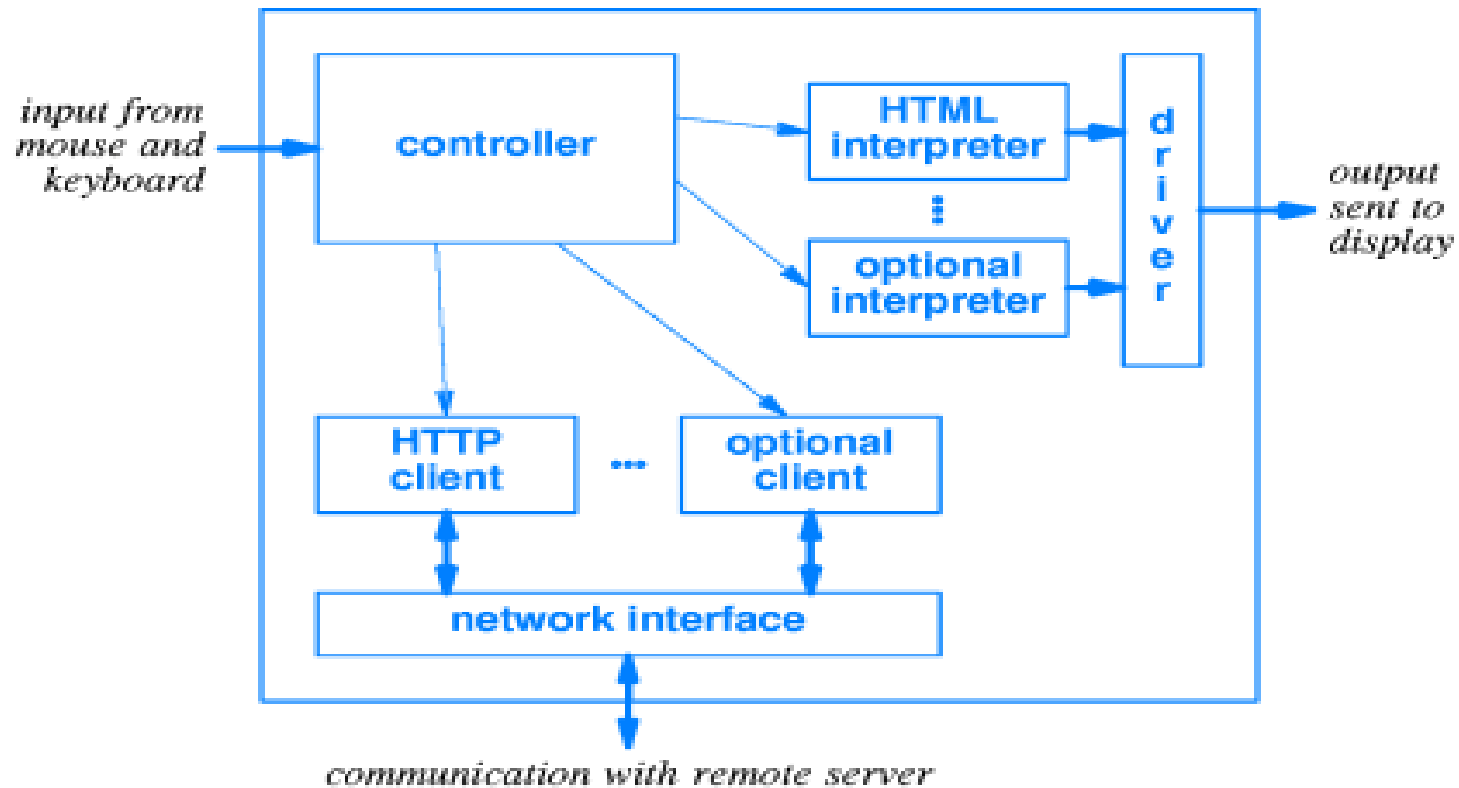 input from
mouse and
keyboard
controller
HTML
interpreter
optional
interpreter
driver
output
sent to
display
HTTP
client
...
optional
client
network interface
communication with remote server